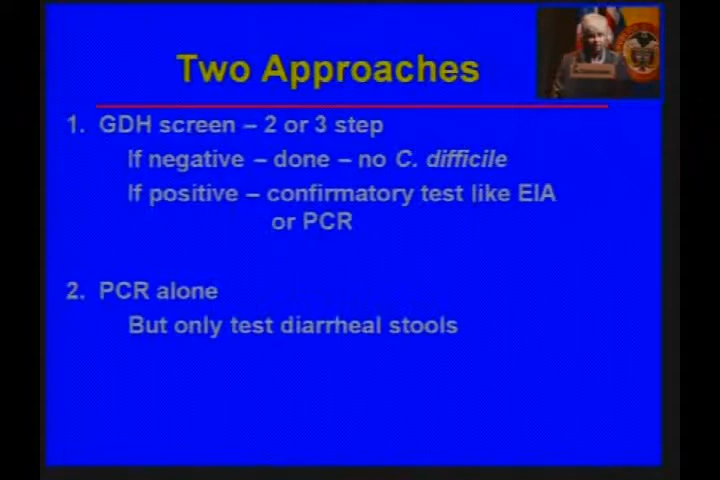 Two Approaches
1. GDH screen – 2 or 3 step
If negative – done – no C. difficile
If positive – confirmatory test like EIA
or PCR
2. PCR alone
But only test diarrheal stools